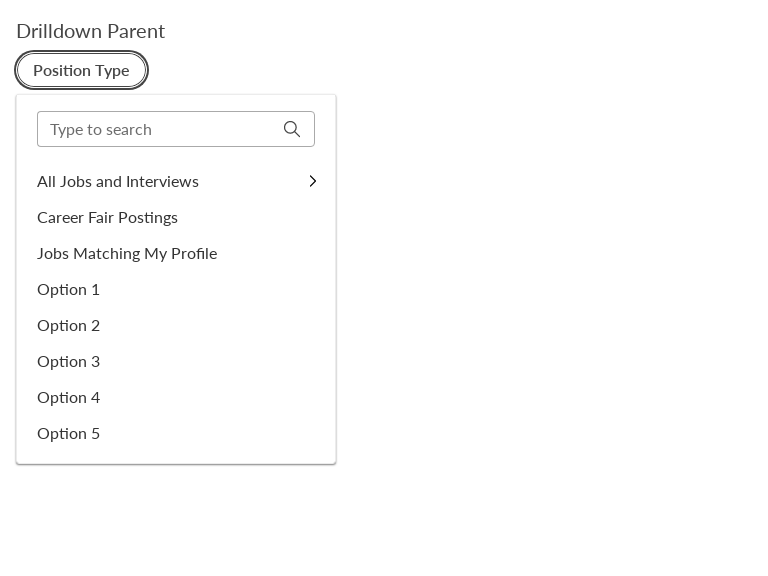 Drilldown Parent
Position Type
Type to search
All Jobs and Interviews
Career Fair Postings
Jobs Matching My Profile
Option 1
Option 2
Option 3
Option 4
Option 5